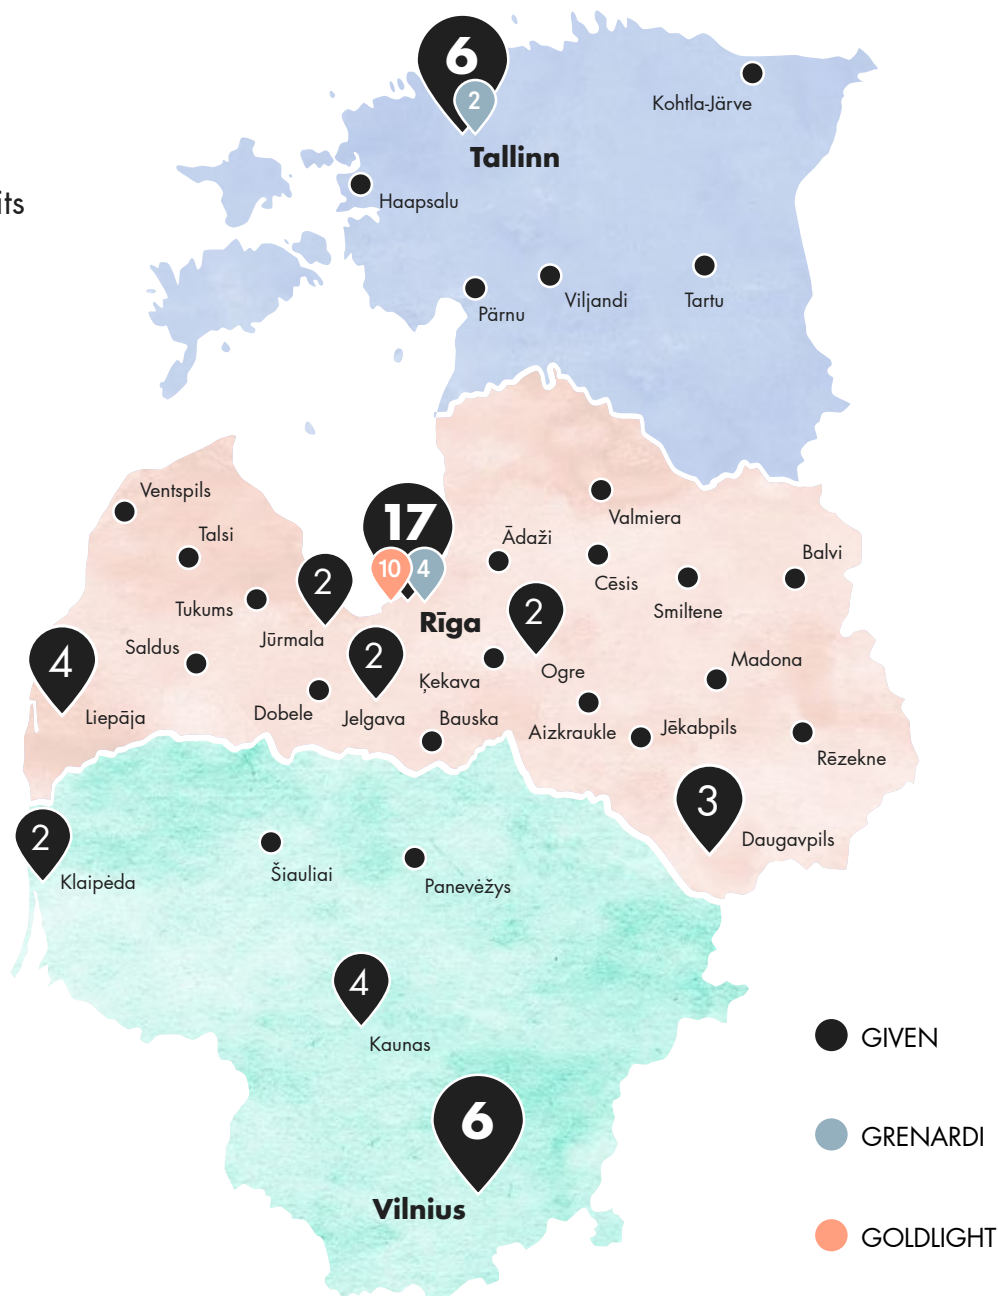 6
2
Kohtla-Järve
Tallinn
its
Haapsalu
Pärnu
Viljandi
Tartu
Ventspils
Talsi
17
10
4
Valmiera
Ādaži
Cēsis
Balvi
Tukums
2
Jūrmala
Rīga
2
Smiltene
Saldus
4
2
Ķekava
Ogre
Madona
Liepāja
Dobele
Jelgava
Bauska
Aizkraukle
Jēkabpils
Rēzekne
3
Daugavpils
2
Klaipėda
Šiauliai
Panevėžys
4
Kaunas
GIVEN
6
GRENARDI
Vilnius
GOLDLIGHT